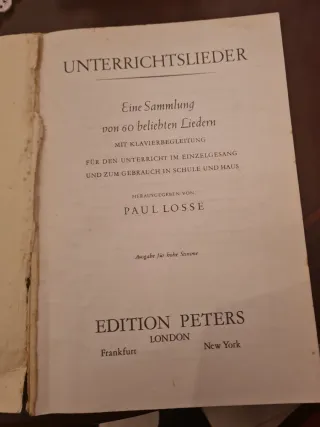 UNTERRICHTSLIEDER
Eine Sammlung
von 60 beliebten Liedern
MIT KLAVIERBEGLEITUNG
FÜR DEN UNTERRICHT IM EINZELGESANG
UND ZUM GEBRAUCH IN SCHULE UND HAUS
HERAUSGEGEBEN VON
PAUL LOSSE
Ausgabe für hohe Stimme
EDITION PETERS
LONDON
Frankfurt New York